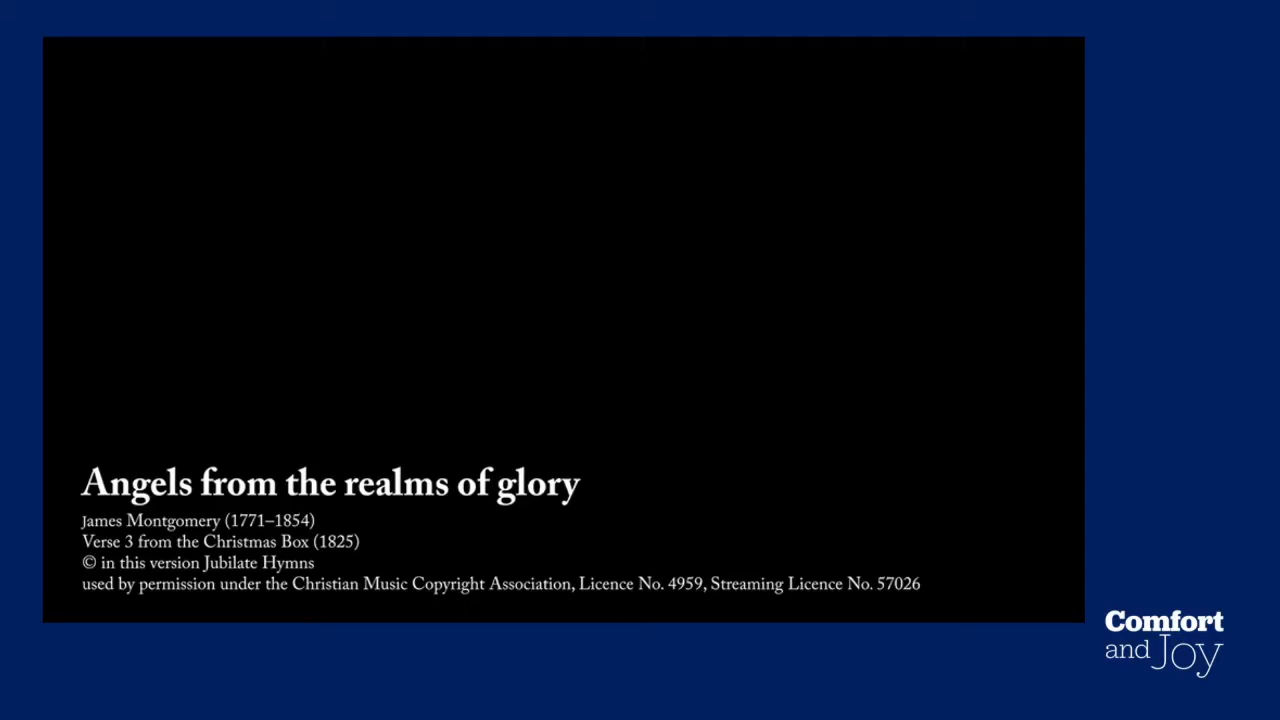 Angels from the realms of glory
James Montgomery (1771–1854)
Verse 3 from the Christmas Box (1825)
© in this version Jubilate Hymns
used by permission under the Christian Music Copyright Association, Licence No. 4959, Streaming Licence No. 57026
Comfort
and Joy